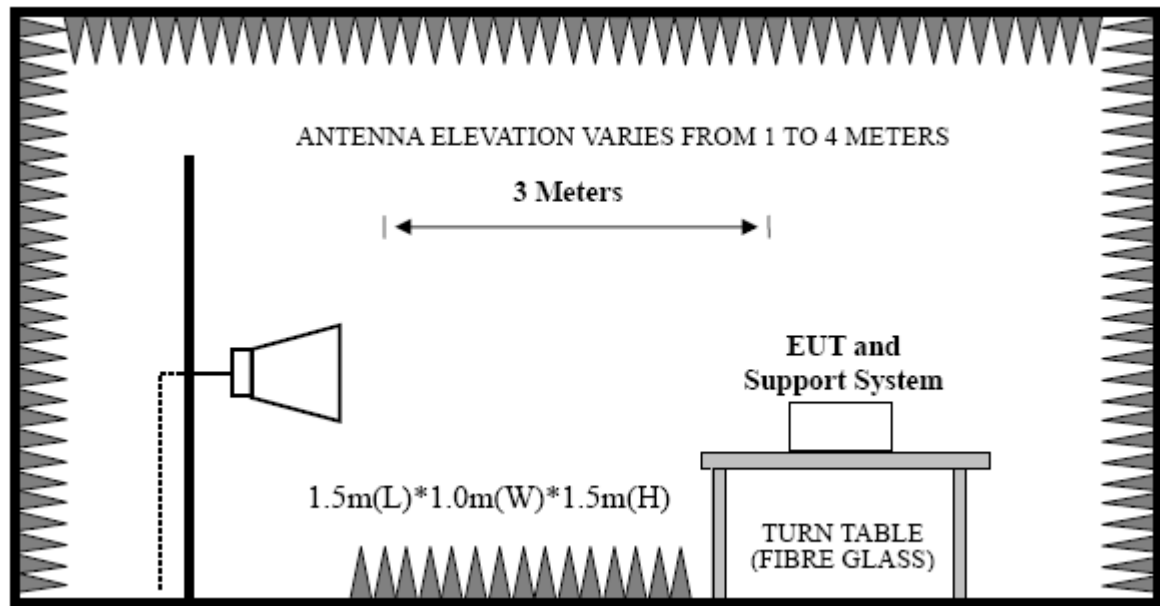 ANTENNA ELEVATION VARIES FROM 1 TO 4 METERS
3 Meters
EUT and
Support System
1.5m(L)*1.0m(W)*1.5m(H)
TURN TABLE
(FIBRE GLASS)